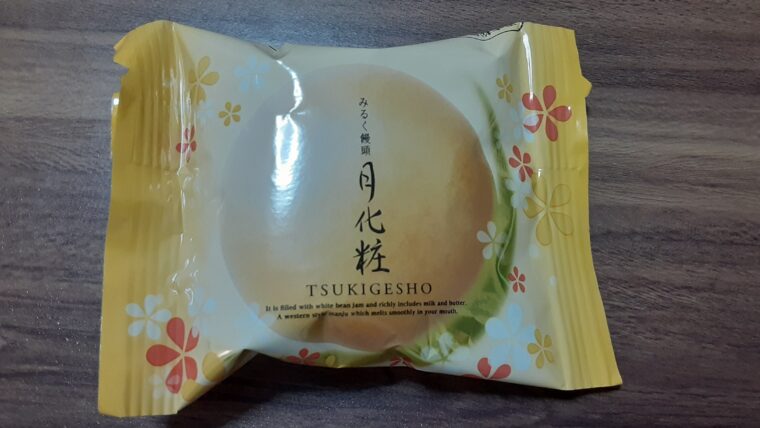 みるく饅頭
月化粧
TSUKIGESHO
It is filled with white bean jam and richly includes milk and butter.
A western style manju which melts smoothly in your mouth.